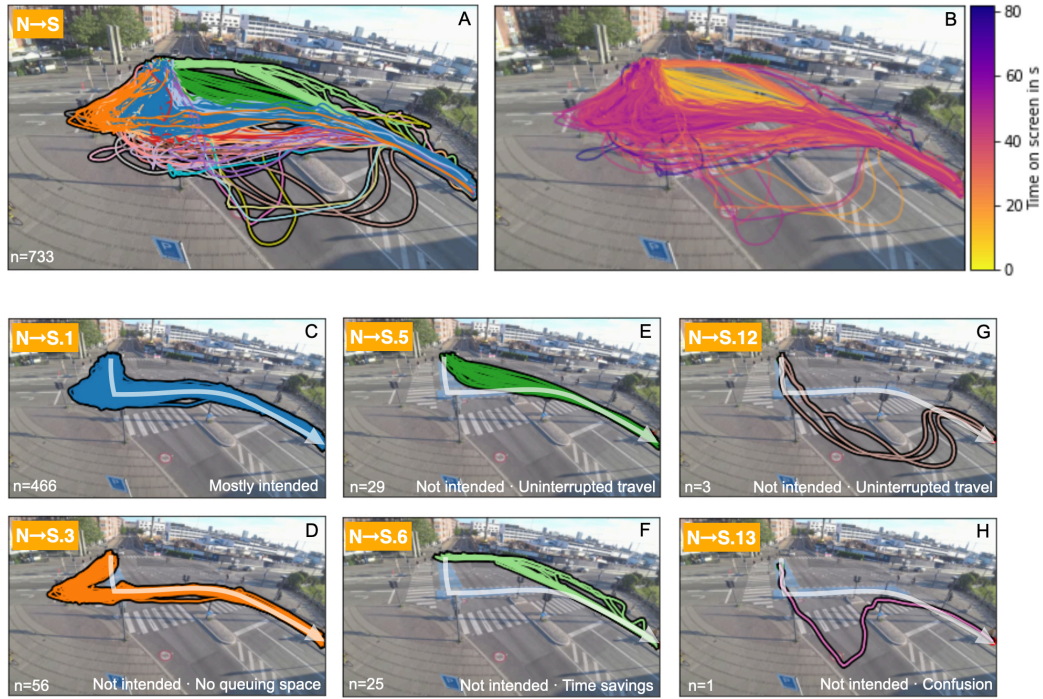 N→S
A
n=733
B
80
60
40
20
0
Time on screen in s
N→S.1
C
n=466
Mostly intended
N→S.5
E
n=29
Not intended · Uninterrupted travel
N→S.12
G
n=3
Not intended · Uninterrupted travel
N→S.3
D
n=56
Not intended · No queuing space
N→S.6
F
n=25
Not intended · Time savings
N→S.13
H
n=1
Not intended · Confusion